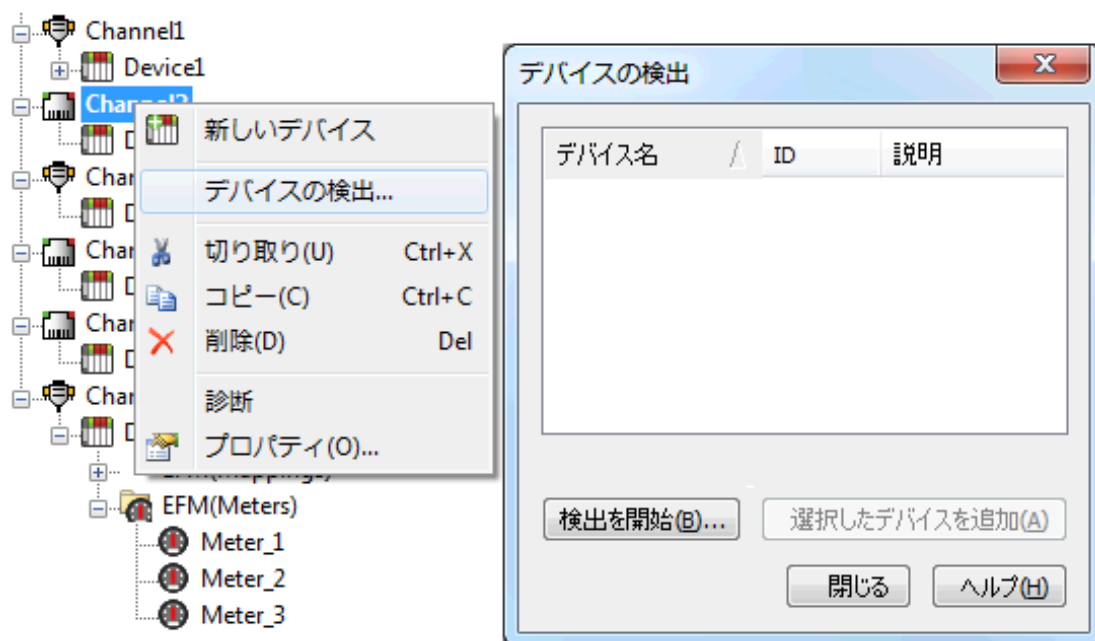 Channel1
Device1
新しいデバイス
デバイスの検出...
切り取り(U) Ctrl+X
コピー(C) Ctrl+C
削除(D) Del
診断
プロパティ(O)...
EFM(Meters)
Meter_1
Meter_2
Meter_3
デバイスの検出
デバイス名 ID 説明
検出を開始(B)... 選択したデバイスを追加(A)
閉じる ヘルプ(H)